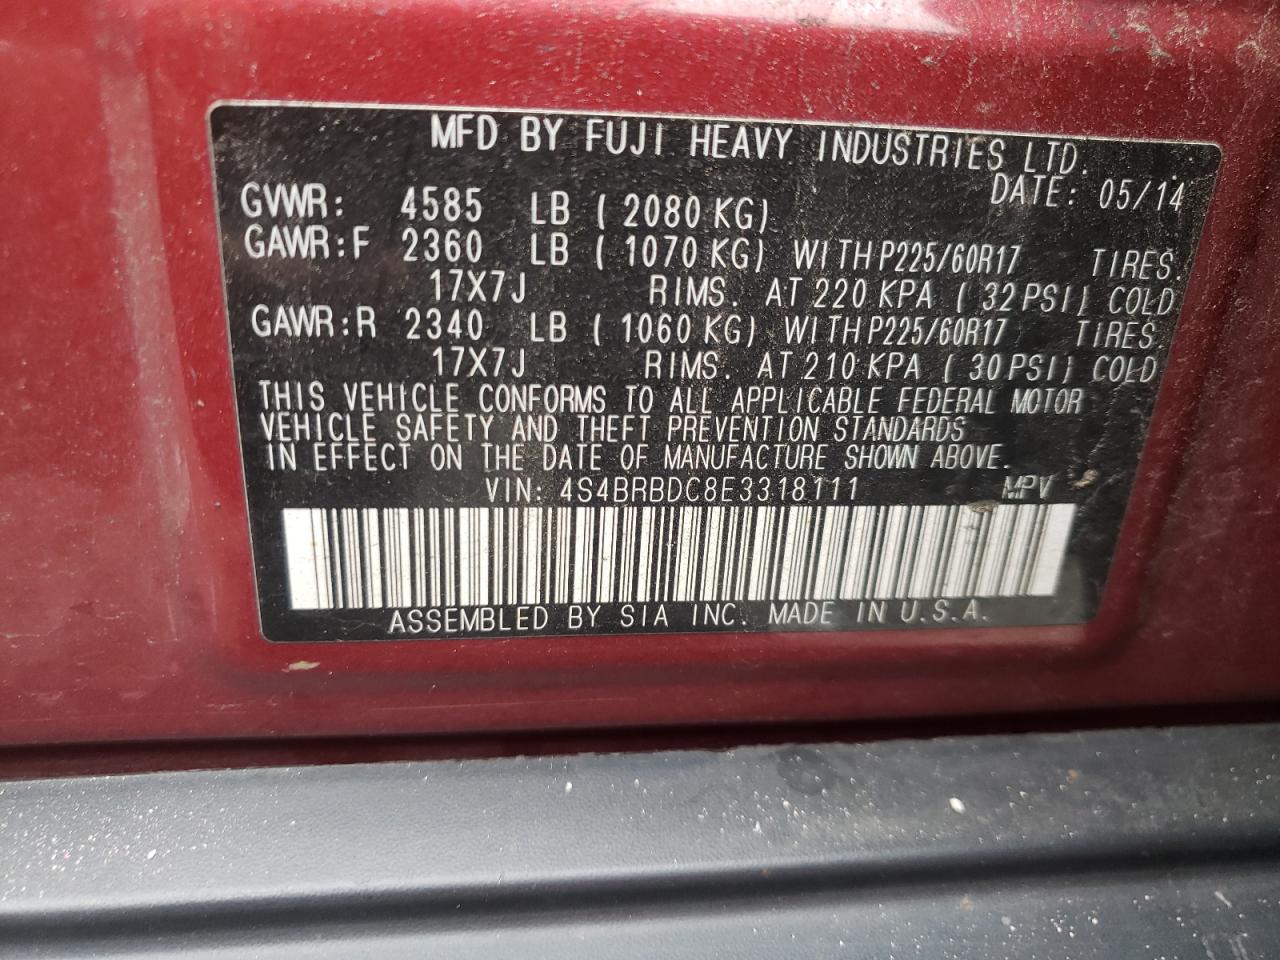 MFD BY FUJI HEAVY INDUSTRIES LTD.
DATE: 05/14
GVWR: 4585 LB ( 2080 KG)
GAWR:F 2360 LB ( 1070 KG) WITH P225/60R17 TIRES.
17X7J RIMS. AT 220 KPA ( 32 PSI) COLD
GAWR:R 2340 LB ( 1060 KG) WITH P225/60R17 TIRES.
17X7J RIMS. AT 210 KPA ( 30 PSI) COLD
THIS VEHICLE CONFORMS TO ALL APPLICABLE FEDERAL MOTOR
VEHICLE SAFETY AND THEFT PREVENTION STANDARDS
IN EFFECT ON THE DATE OF MANUFACTURE SHOWN ABOVE.
VIN: 4S4BRBDC8E3318111 MPV
ASSEMBLED BY SIA INC. MADE IN U.S.A.